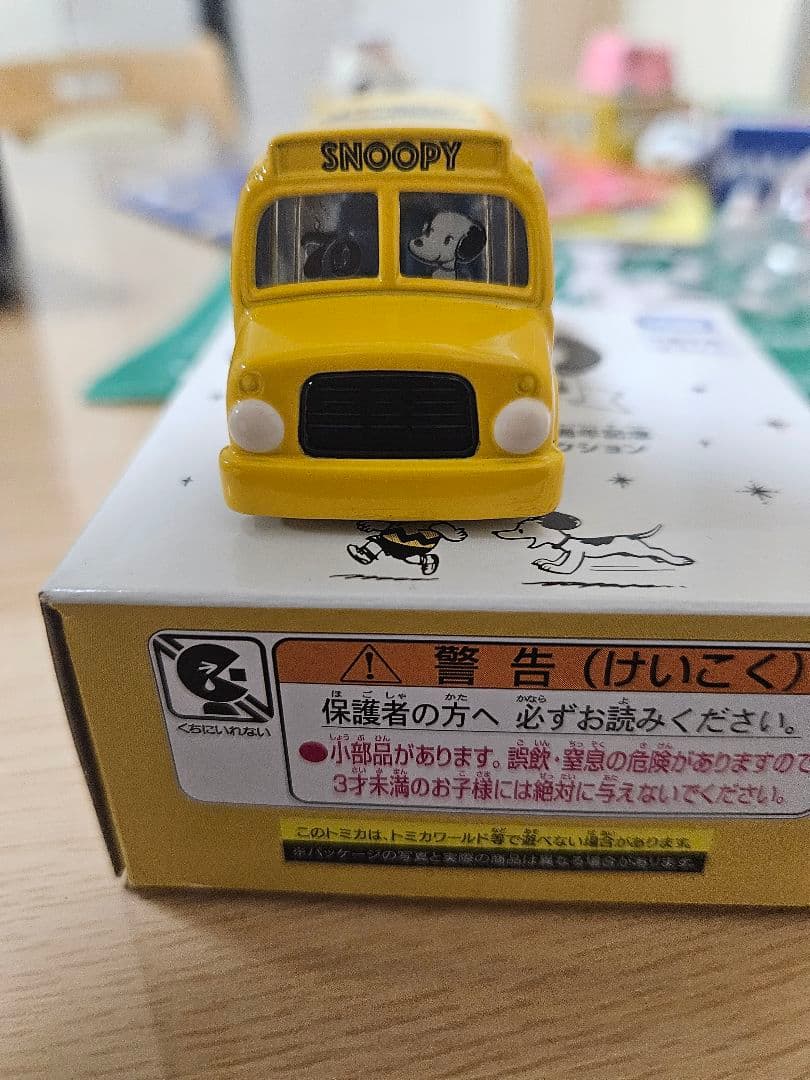 SNOOPY
70
クション
警告（けいこく）
くちにいれない
保護者の方へ 必ずお読みください。
●小部品があります。誤飲・窒息の危険がありますので
3才未満のお子様には絶対に与えないでください。
このトミカは、トミカワールド等で遊べない場合があります
※パッケージの写真と実際の商品は異なる場合があります